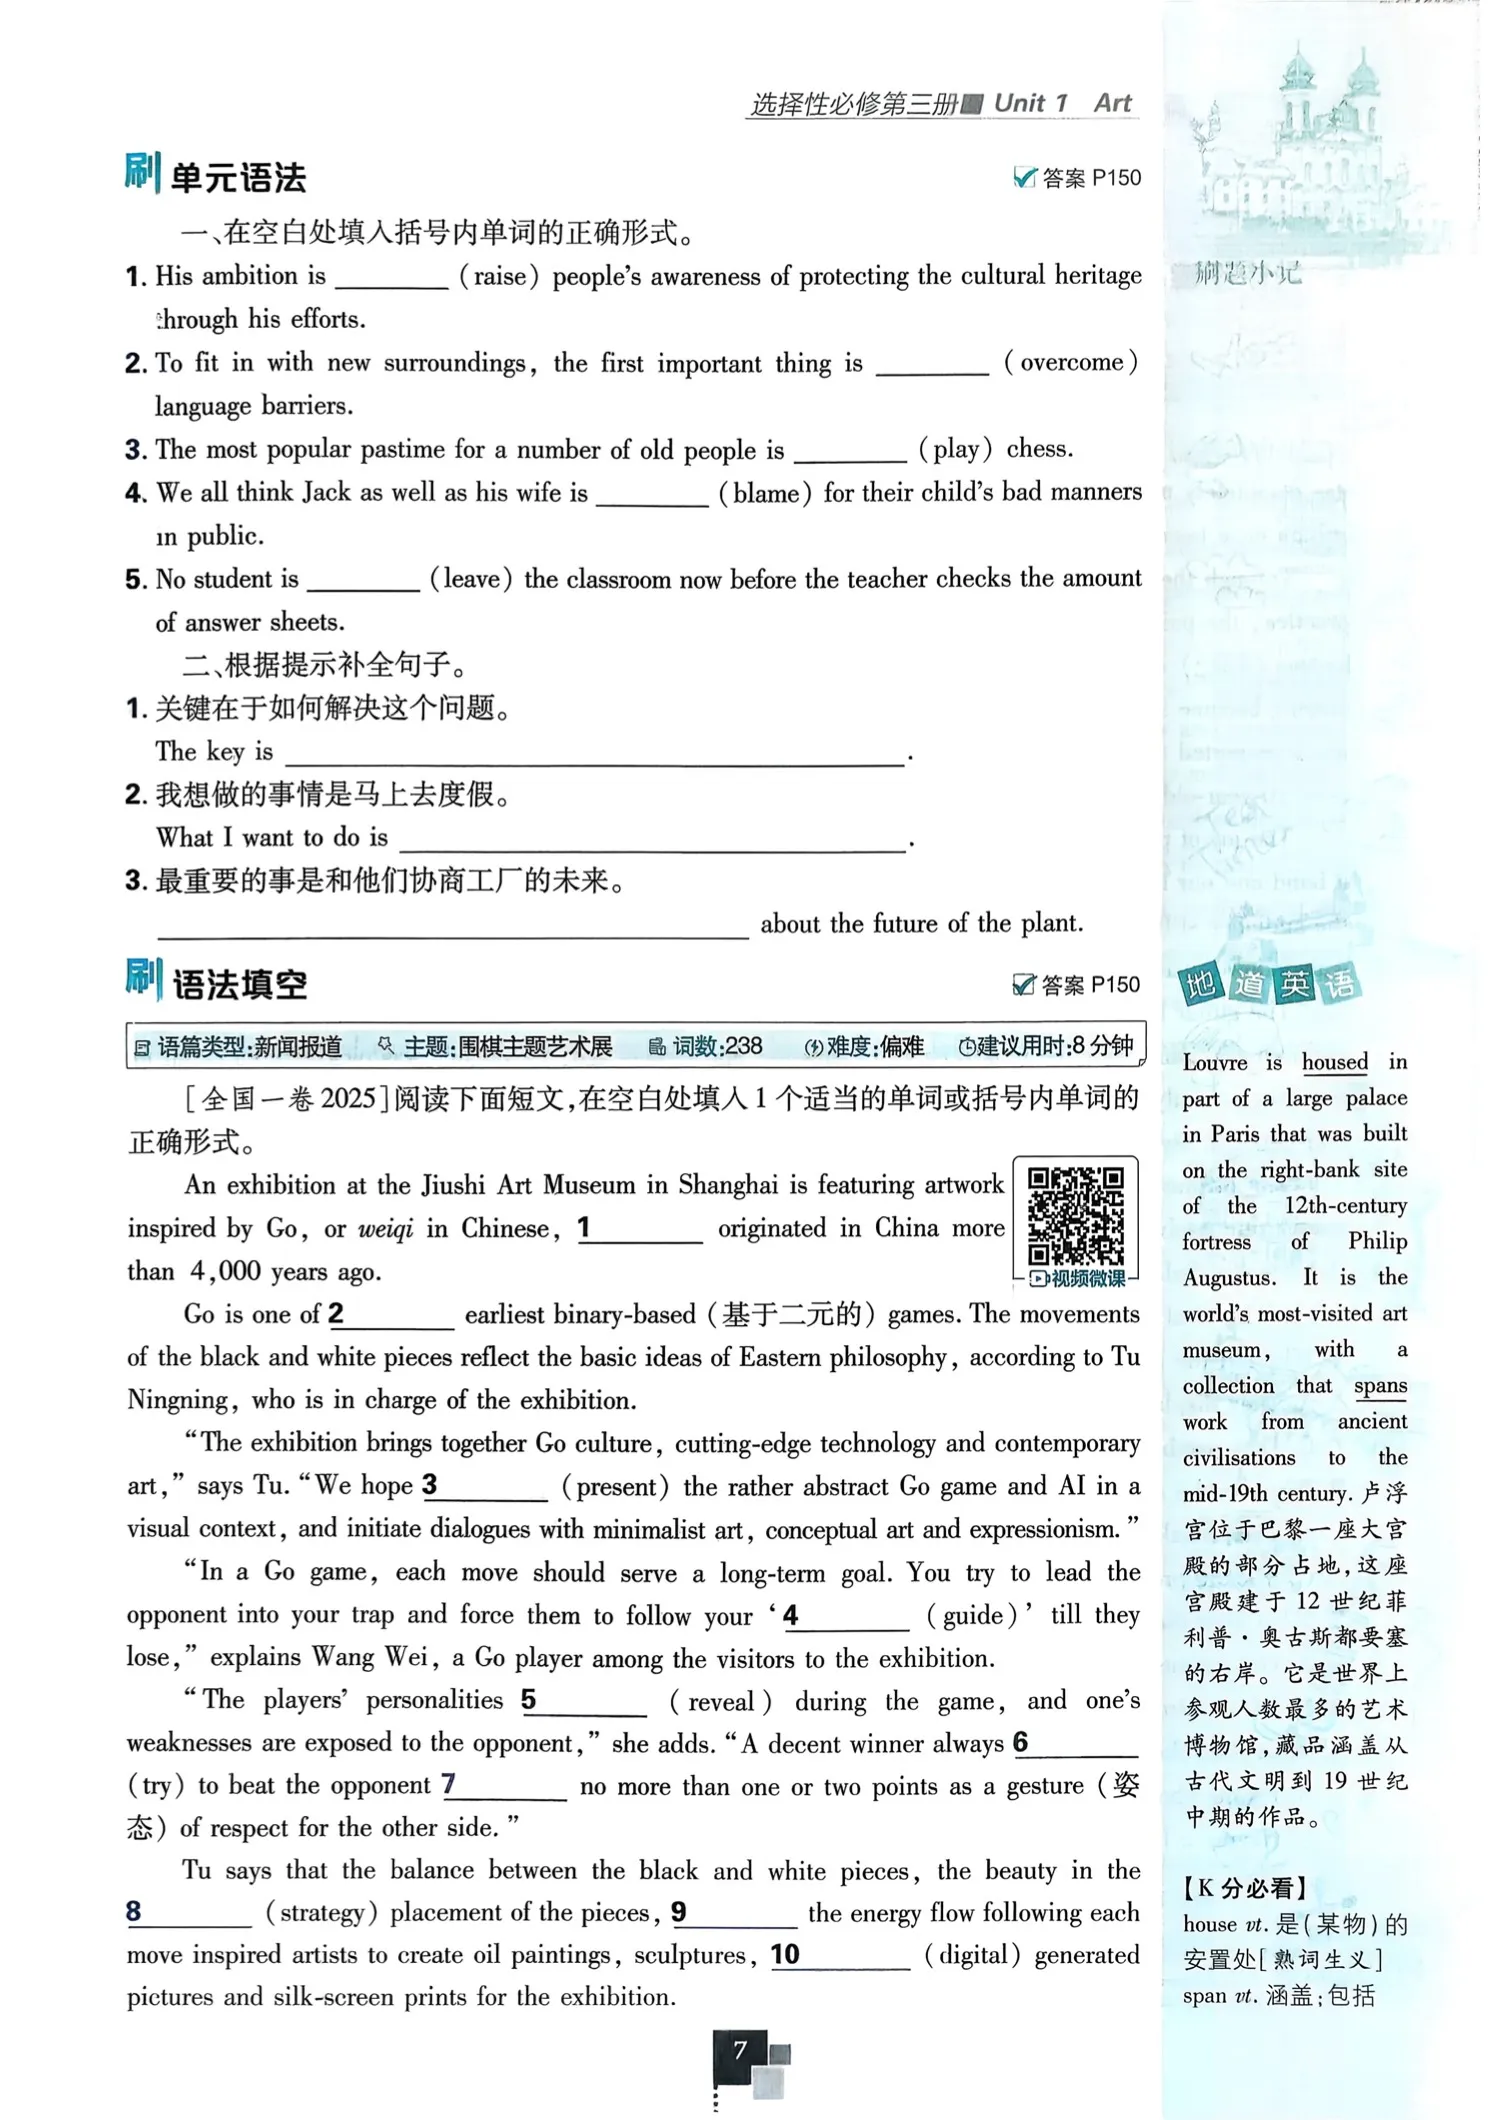 选择性必修第三册 Unit 1 Art
刷 单元语法
答案 P150
一、在空白处填入括号内单词的正确形式。
1. His ambition is ________ (raise) people's awareness of protecting the cultural heritage
through his efforts.
2. To fit in with new surroundings, the first important thing is ________ (overcome)
language barriers.
3. The most popular pastime for a number of old people is ________ (play) chess.
4. We all think Jack as well as his wife is ________ (blame) for their child's bad manners
in public.
5. No student is ________ (leave) the classroom now before the teacher checks the amount
of answer sheets.
二、根据提示补全句子。
1. 关键在于如何解决这个问题。
The key is ________.
2. 我想做的事情是马上去度假。
What I want to do is ________.
3. 最重要的事是和他们协商工厂的未来。
________ about the future of the plant.
刷 语法填空
答案 P150
语篇类型:新闻报道 主题:围棋主题艺术展 词数:238 难度:偏难 建议用时:8 分钟
[全国一卷 2025]阅读下面短文,在空白处填入 1 个适当的单词或括号内单词的
正确形式。
An exhibition at the Jiushi Art Museum in Shanghai is featuring artwork
inspired by Go, or weiqi in Chinese, 1________ originated in China more
than 4,000 years ago.
视频微课
Go is one of 2________ earliest binary-based (基于二元的) games. The movements
of the black and white pieces reflect the basic ideas of Eastern philosophy, according to Tu
Ningning, who is in charge of the exhibition.
“The exhibition brings together Go culture, cutting-edge technology and contemporary
art,” says Tu. “We hope 3________ (present) the rather abstract Go game and AI in a
visual context, and initiate dialogues with minimalist art, conceptual art and expressionism.”
“In a Go game, each move should serve a long-term goal. You try to lead the
opponent into your trap and force them to follow your ‘4________ (guide)’ till they
lose,” explains Wang Wei, a Go player among the visitors to the exhibition.
“The players' personalities 5________ (reveal) during the game, and one's
weaknesses are exposed to the opponent,” she adds. “A decent winner always 6________
(try) to beat the opponent 7________ no more than one or two points as a gesture (姿
态) of respect for the other side.”
Tu says that the balance between the black and white pieces, the beauty in the
8________ (strategy) placement of the pieces, 9________ the energy flow following each
move inspired artists to create oil paintings, sculptures, 10________ (digital) generated
pictures and silk-screen prints for the exhibition.
7
刷题小记
地道英语
Louvre is housed in
part of a large palace
in Paris that was built
on the right-bank site
of the 12th-century
fortress of Philip
Augustus. It is the
world's most-visited art
museum, with a
collection that spans
work from ancient
civilisations to the
mid-19th century. 卢浮
宫位于巴黎一座大宫
殿的部分占地,这座
宫殿建于 12 世纪菲
利普·奥古斯都要塞
的右岸。它是世界上
参观人数最多的艺术
博物馆,藏品涵盖从
古代文明到 19 世纪
中期的作品。
【K 分必看】
house vt. 是(某物)的
安置处[熟词生义]
span vt. 涵盖;包括